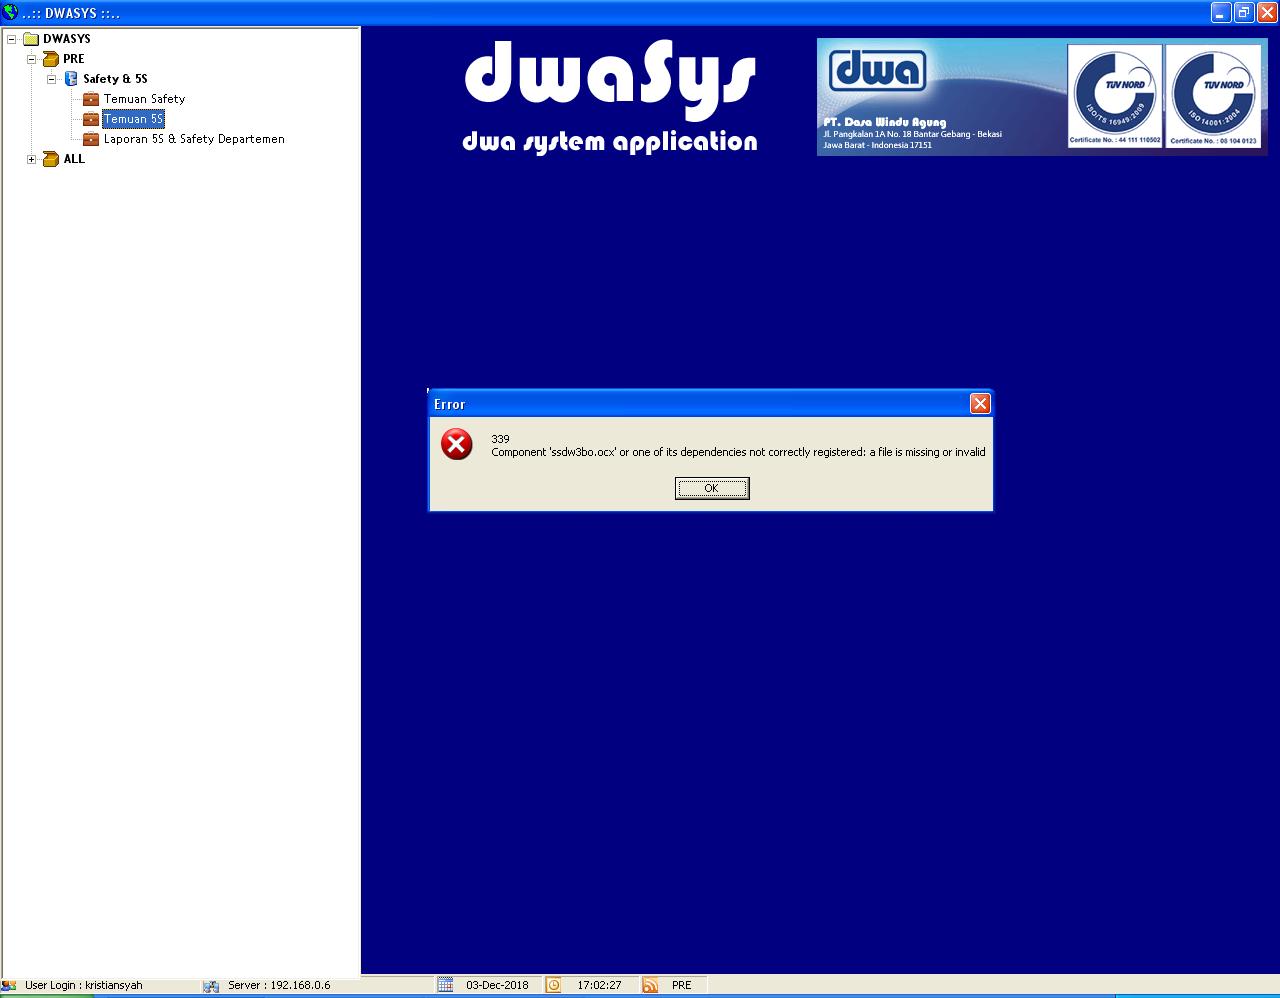 ..:: DWASYS ::..
DWASYS
PRE
Safety & 5S
Temuan Safety
Temuan 5S
Laporan 5S & Safety Departemen
ALL
dwaSys
dwa system application
dwa
PT. Dasa Windu Agung
Jl. Pangkalan 1A No. 18 Bantar Gebang - Bekasi
Jawa Barat - Indonesia 17151
TÜV NORD
ISO/TS 16949:2009
Certificate No. : 44 111 110502
TÜV NORD
ISO 14001:2004
Certificate No. : 08 104 0123
Error
339
Component 'ssdw3bo.ocx' or one of its dependencies not correctly registered: a file is missing or invalid
OK
User Login : kristiansyah
Server : 192.168.0.6
03-Dec-2018
17:02:27
PRE